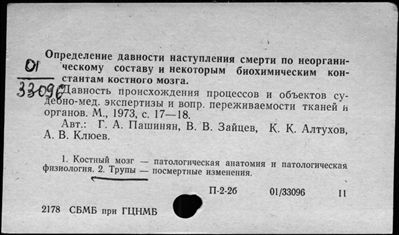 Определение давности наступления смерти по неоргани-
ческому составу и некоторым биохимическим кон-
стантам костного мозга.
01
33096
Давность происхождения процессов и объектов су-
дебно-мед. экспертизы и вопр. переживаемости тканей и
органов. М., 1973, с. 17—18.
Авт.: Г. А. Пашинян, В. В. Зайцев, К. К. Алтухов,
А. В. Клюев.
1. Костный мозг — патологическая анатомия и патологическая
физиология. 2. Трупы — посмертные изменения.
П-2-2б 01/33096 II
2178 СБМБ при ГЦНМБ